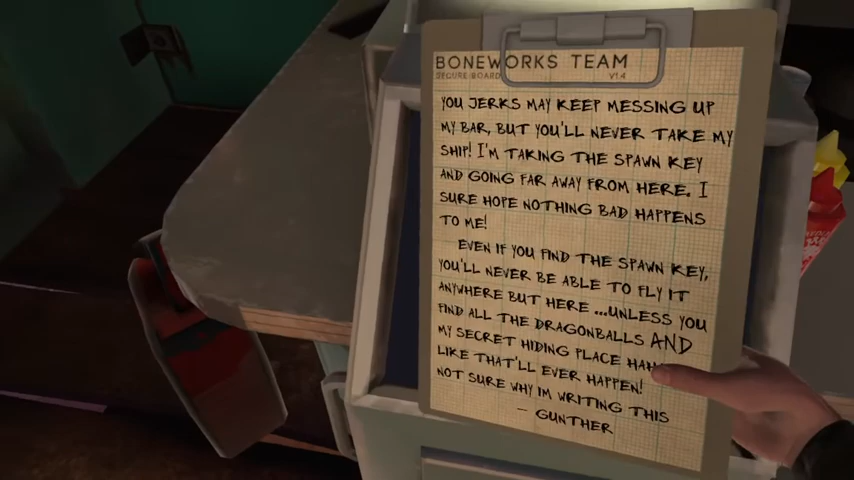 BONEWORKS TEAM
SECURE BOARD V1.4
YOU JERKS MAY KEEP MESSING UP
MY BAR, BUT YOU'LL NEVER TAKE MY
SHIP! I'M TAKING THE SPAWN KEY
AND GOING FAR AWAY FROM HERE. I
SURE HOPE NOTHING BAD HAPPENS
TO ME!
EVEN IF YOU FIND THE SPAWN KEY,
YOU'LL NEVER BE ABLE TO FLY IT
ANYWHERE BUT HERE ...UNLESS YOU
FIND ALL THE DRAGONBALLS AND
MY SECRET HIDING PLACE HAH
LIKE THAT'LL EVER HAPPEN!
NOT SURE WHY IM WRITING THIS
- GUNTHER